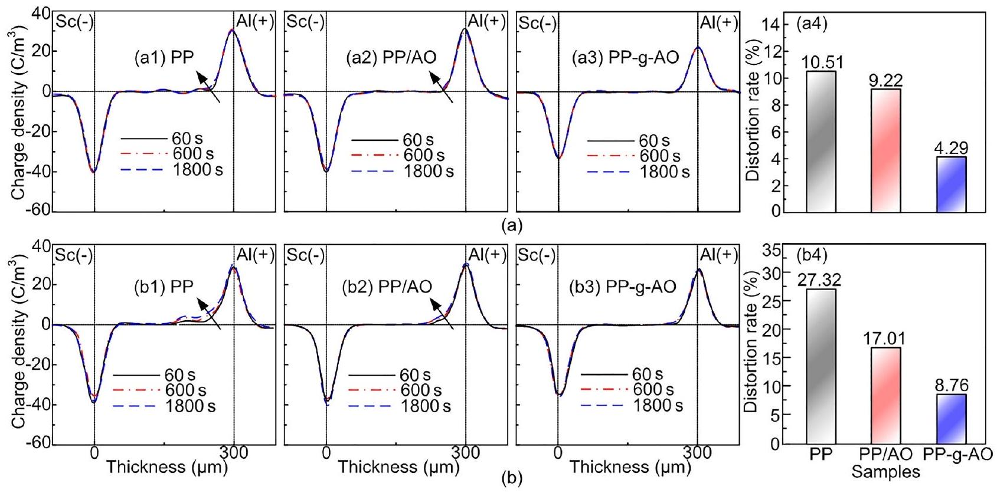 Charge density (C/m³)
40
20
0
-20
-40
-60
Sc(-)
Al(+)
(a1) PP
60 s
600 s
1800 s
Sc(-)
Al(+)
(a2) PP/AO
60 s
600 s
1800 s
Sc(-)
Al(+)
(a3) PP-g-AO
60 s
600 s
1800 s
Distortion rate (%)
14
12
10
8
6
4
2
0
(a4)
10.51
9.22
4.29
(a)
Charge density (C/m³)
40
20
0
-20
-40
-60
Sc(-)
Al(+)
(b1) PP
60 s
600 s
1800 s
0
300
Thickness (μm)
Sc(-)
Al(+)
(b2) PP/AO
60 s
600 s
1800 s
0
300
Thickness (μm)
Sc(-)
Al(+)
(b3) PP-g-AO
60 s
600 s
1800 s
0
300
Thickness (μm)
Distortion rate (%)
35
30
25
20
15
10
5
0
(b4)
27.32
17.01
8.76
PP
PP/AO
PP-g-AO
Samples
(b)